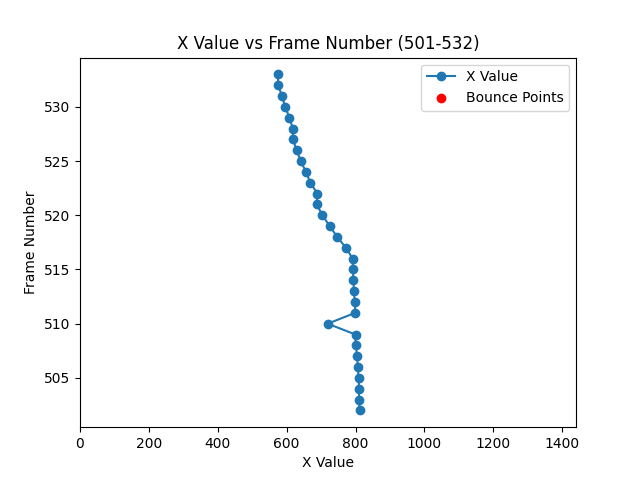 X Value vs Frame Number (501-532)
X Value
Bounce Points
530
525
520
515
510
505
Frame Number
0 200 400 600 800 1000 1200 1400
X Value